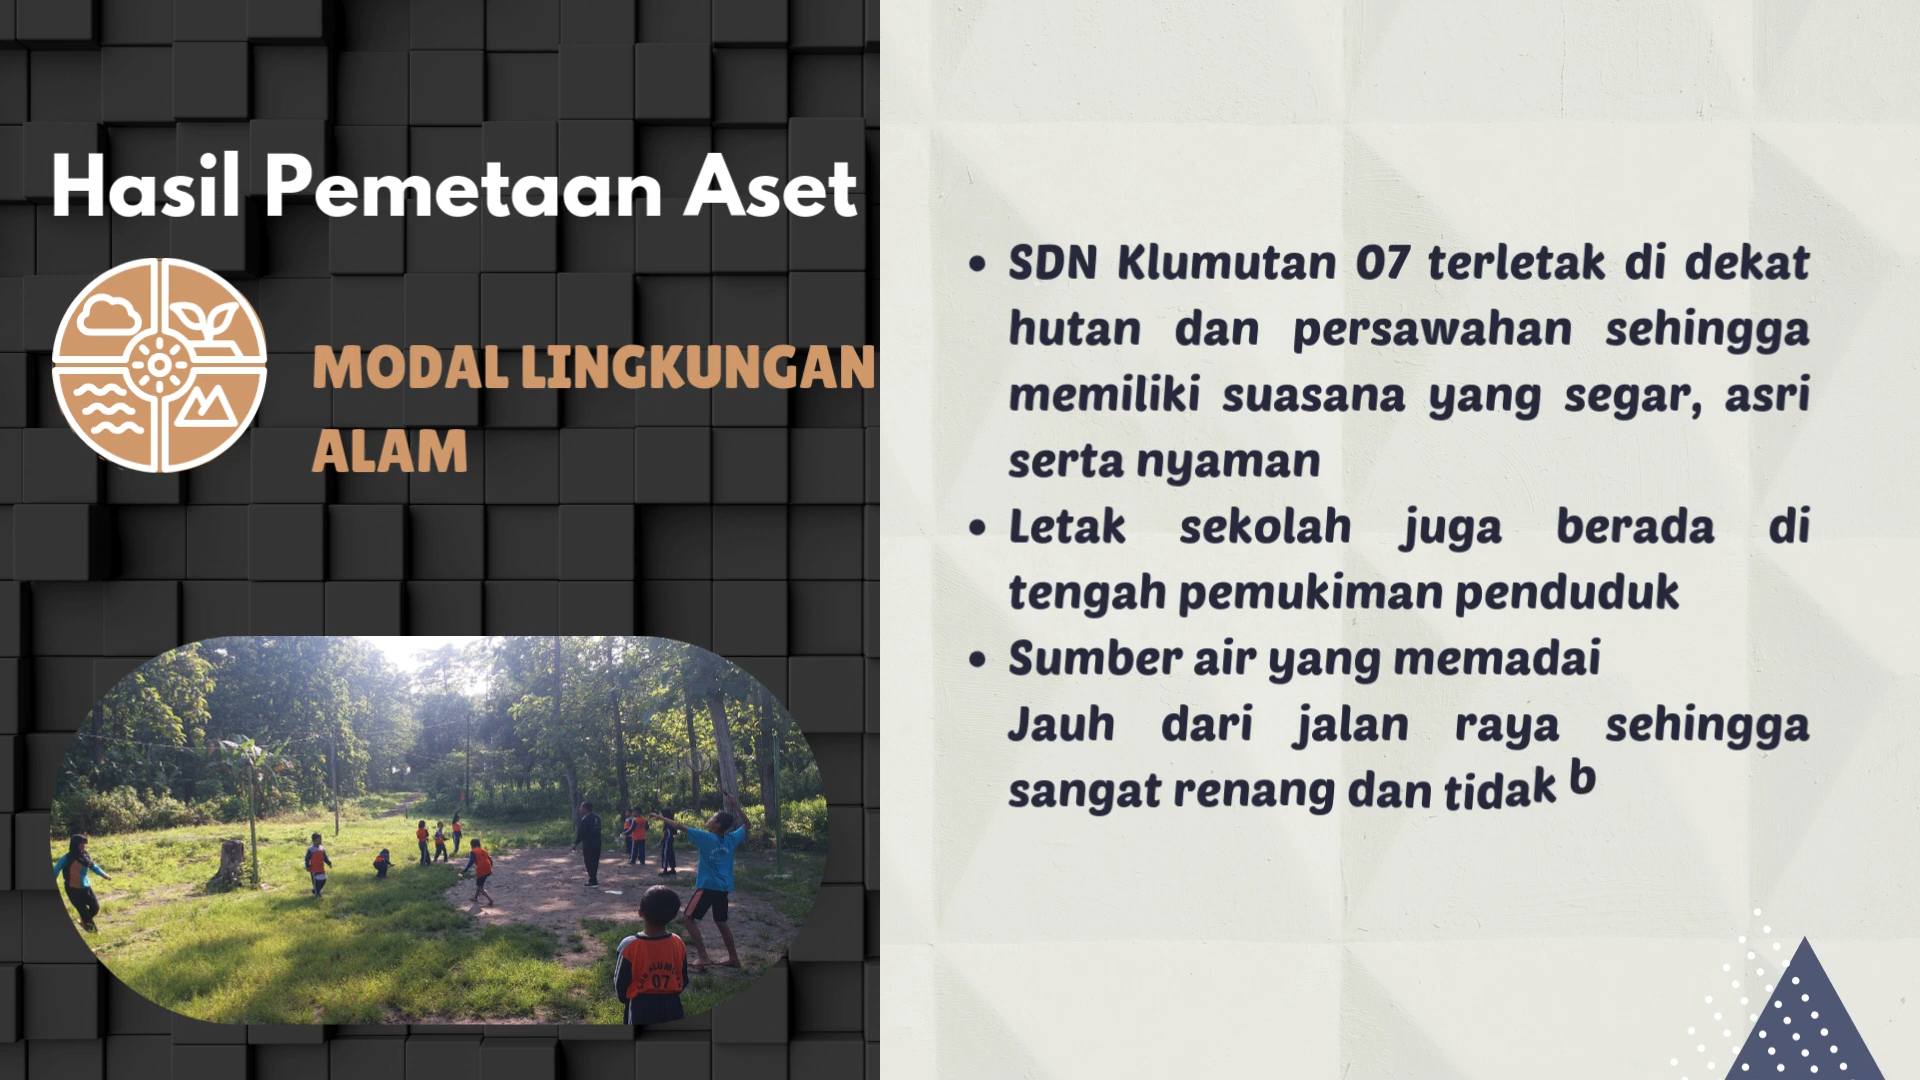 Hasil Pemetaan Aset
MODAL LINGKUNGAN
ALAM
• SDN Klumutan 07 terletak di dekat
hutan dan persawahan sehingga
memiliki suasana yang segar, asri
serta nyaman
• Letak sekolah juga berada di
tengah pemukiman penduduk
• Sumber air yang memadai
Jauh dari jalan raya sehingga
sangat renang dan tidak b
07